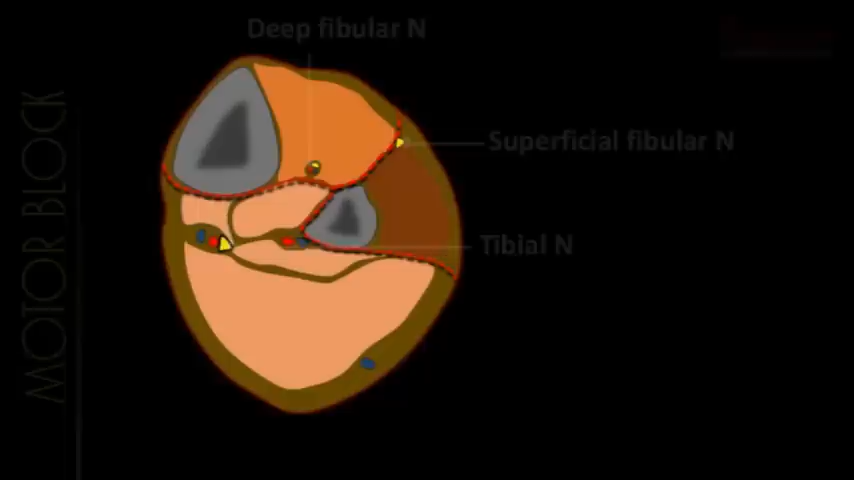 Deep fibular N
Superficial fibular N
Tibial N
MOTOR BLOCK